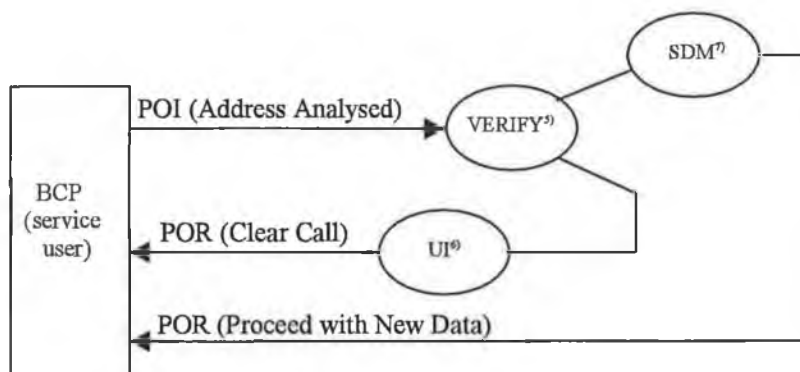 SDM⁷⁾
POI (Address Analysed)
VERIFY⁵⁾
BCP
(service
user)
POR (Clear Call)
UI⁶⁾
POR (Proceed with New Data)